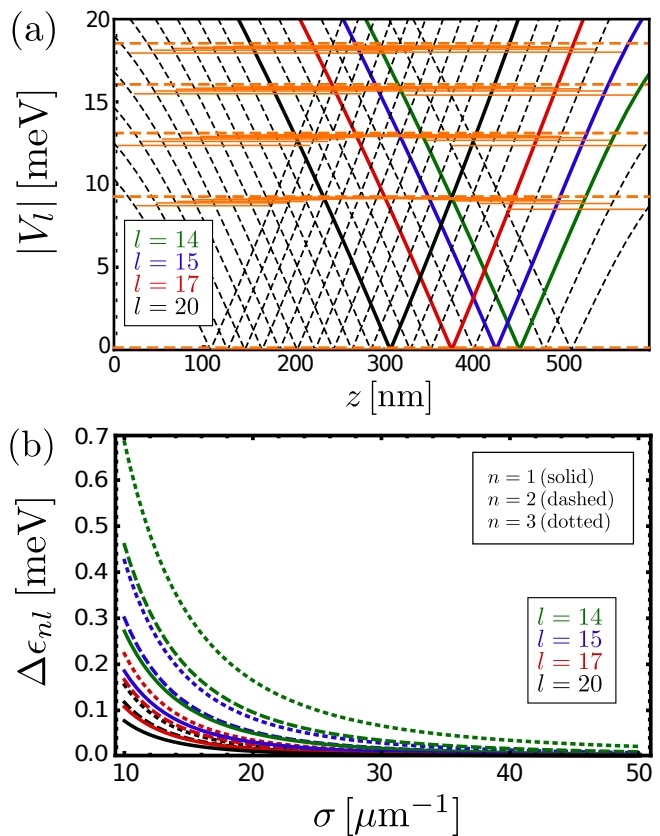 (a)
20
15
10
5
0
|V_l| [meV]
l = 14
l = 15
l = 17
l = 20
0 100 200 300 400 500
z [nm]
(b)
0.7
0.6
0.5
0.4
0.3
0.2
0.1
0.0
Δϵ_{nl} [meV]
n = 1 (solid)
n = 2 (dashed)
n = 3 (dotted)
l = 14
l = 15
l = 17
l = 20
10 20 30 40 50
σ [μm⁻¹]